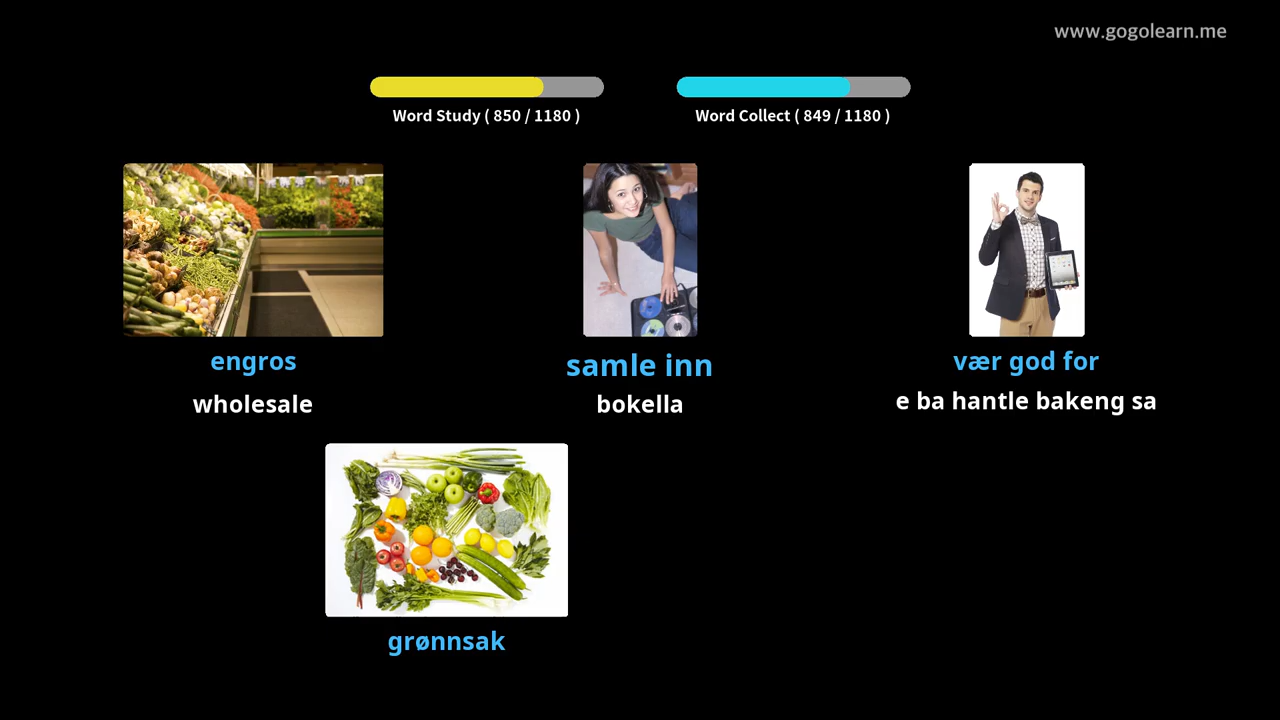 www.gogolearn.me
Word Study ( 850 / 1180 )
Word Collect ( 849 / 1180 )
engros
samle inn
vær god for
wholesale
bokella
e ba hantle bakeng sa
grønnsak